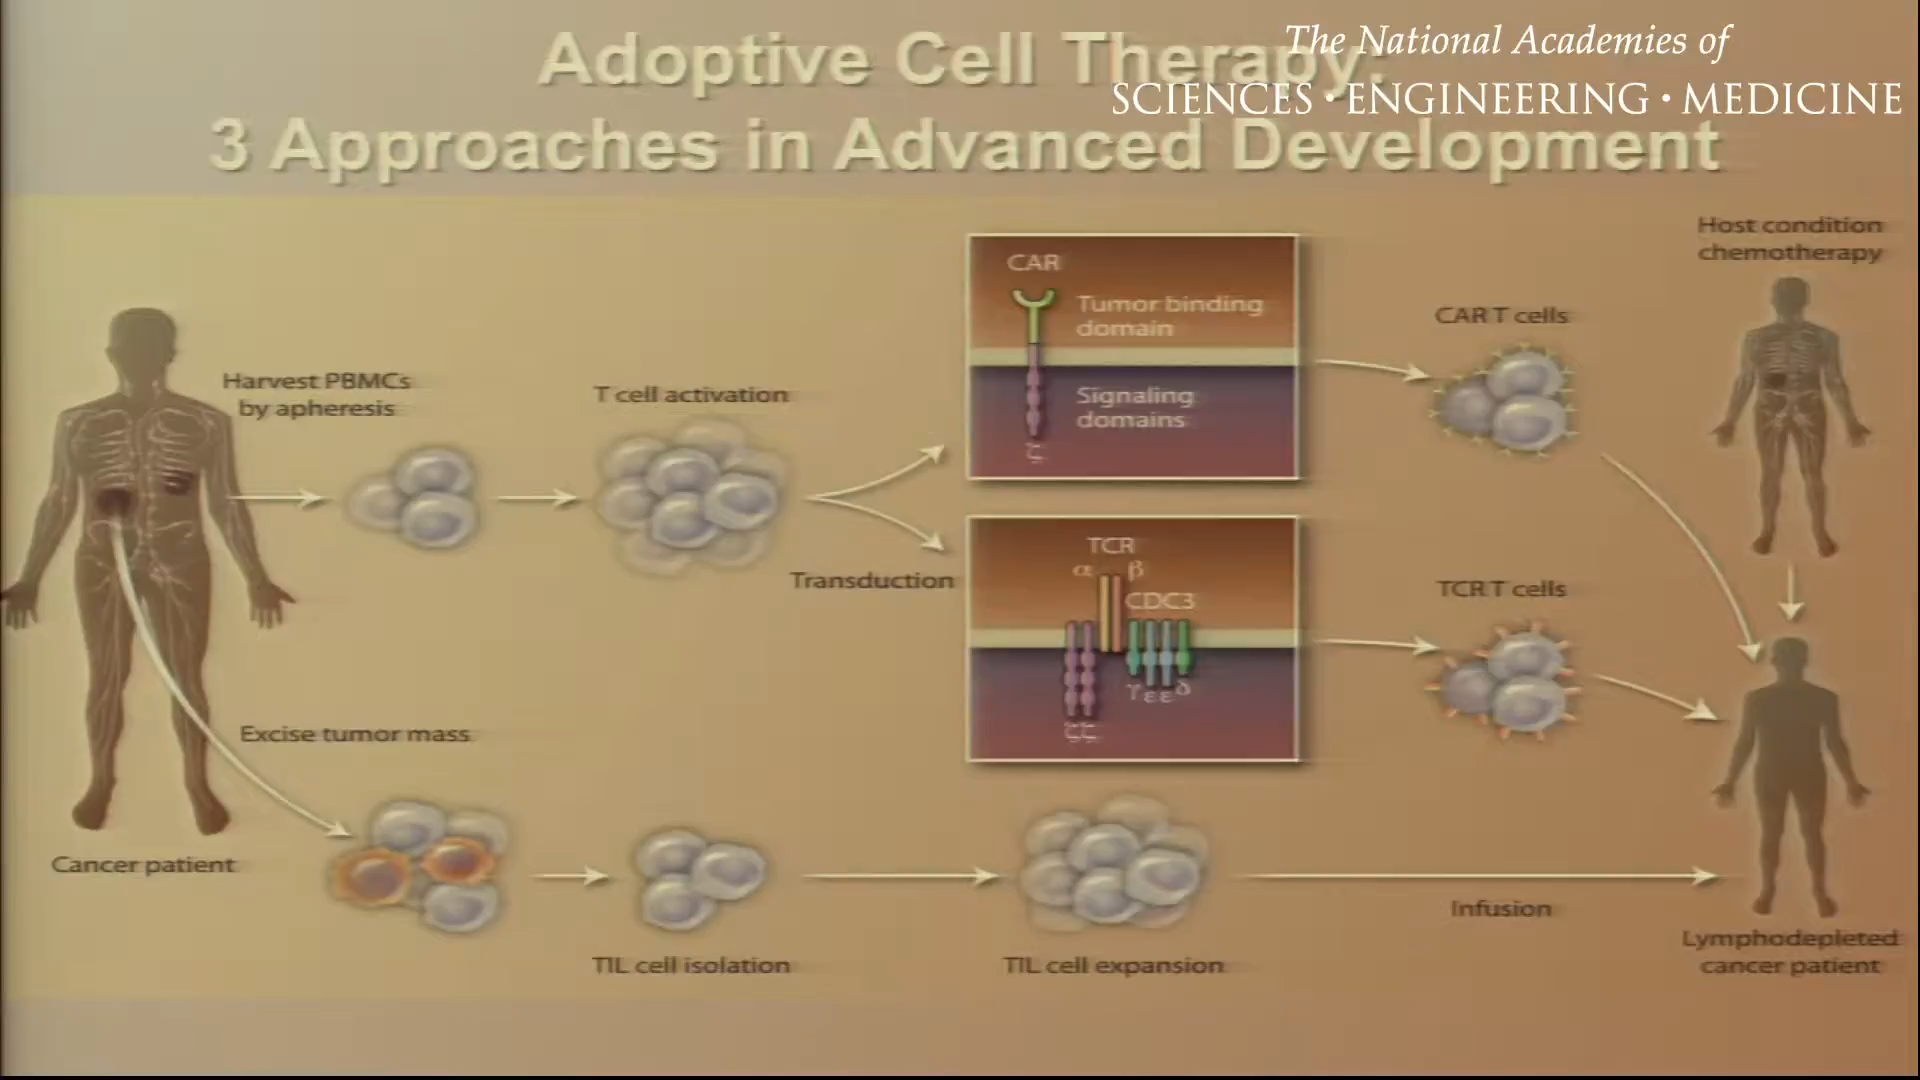 The National Academies of
SCIENCES • ENGINEERING • MEDICINE
Adoptive Cell Therapy:
3 Approaches in Advanced Development
Host condition
chemotherapy
CAR
Tumor binding
domain
Signaling
domains
ζ
CAR T cells
Harvest PBMCs
by apheresis
T cell activation
Transduction
TCR
α β
CDC3
γ ε ε δ
ζζ
TCR T cells
Excise tumor mass
Cancer patient
TIL cell isolation
TIL cell expansion
Infusion
Lymphodepleted
cancer patient